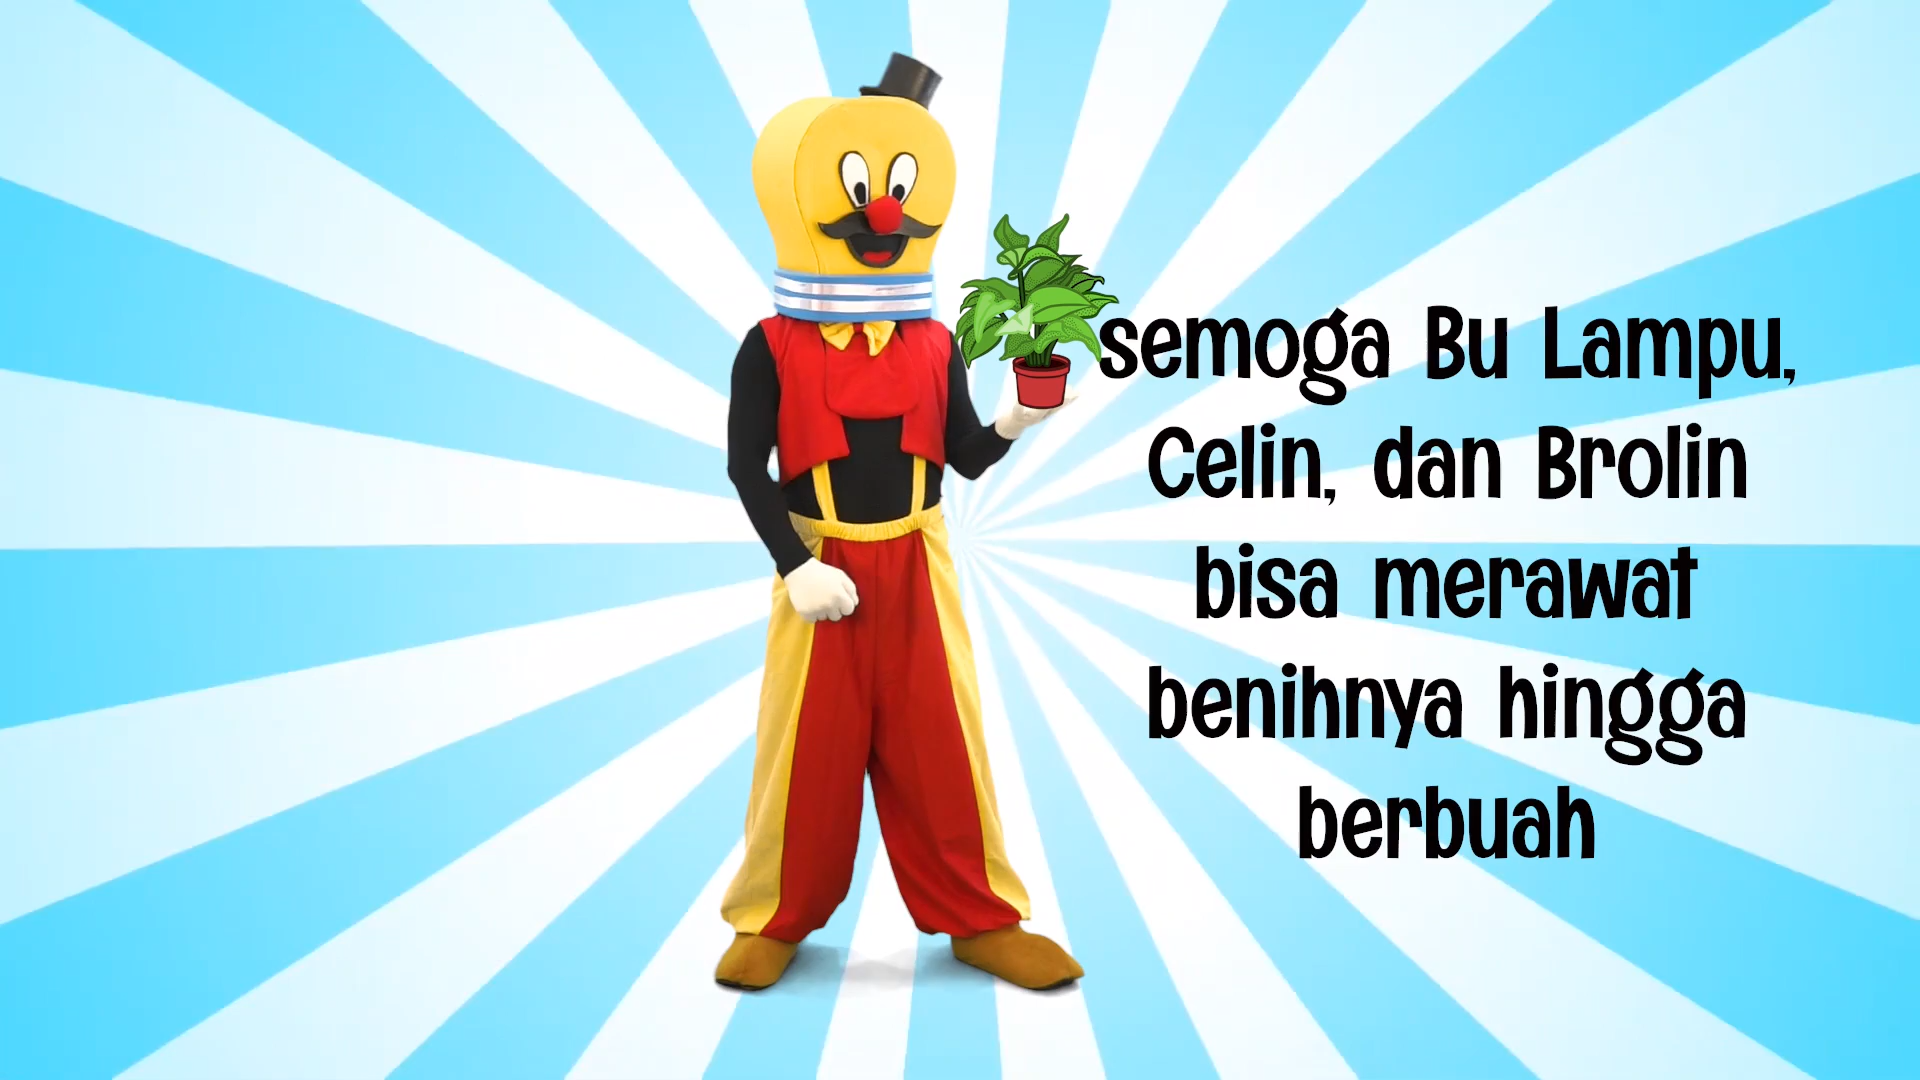 semoga Bu Lampu,
Celin, dan Brolin
bisa merawat
benihnya hingga
berbuah